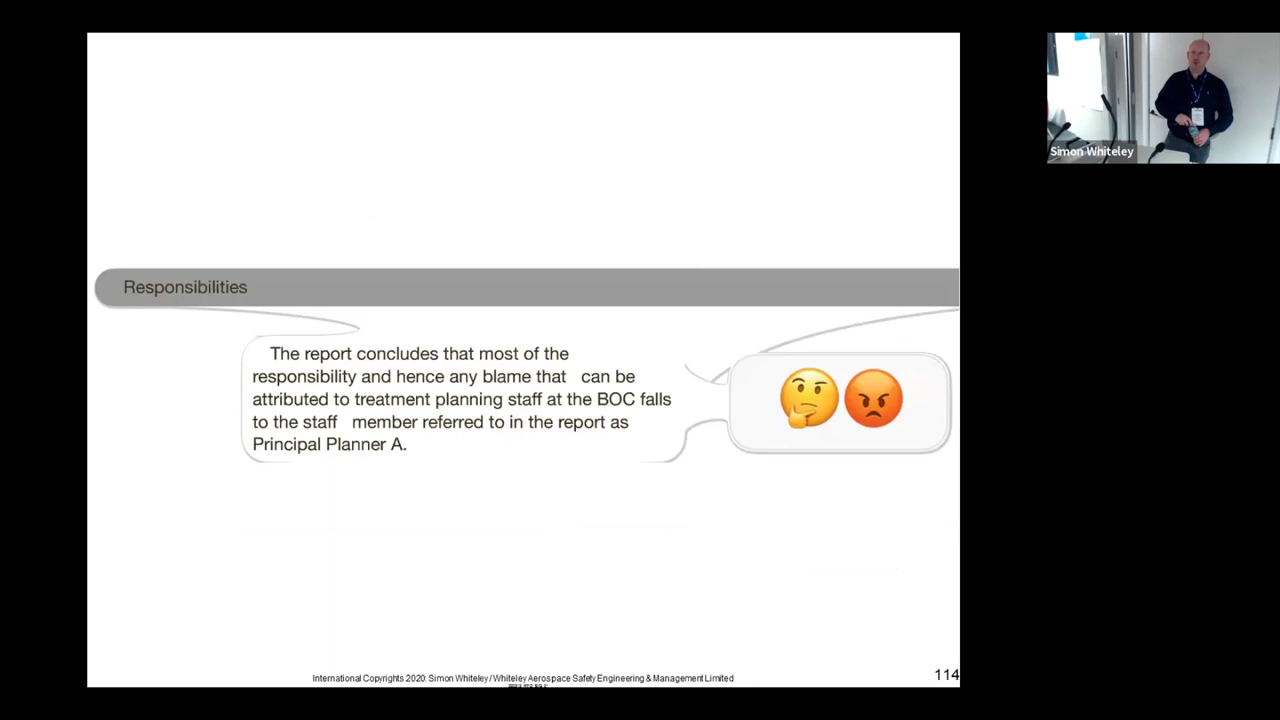 Simon Whiteley
Responsibilities
The report concludes that most of the
responsibility and hence any blame that can be
attributed to treatment planning staff at the BOC falls
to the staff member referred to in the report as
Principal Planner A.
International Copyrights 2020: Simon Whiteley / Whiteley Aerospace Safety Engineering & Management Limited
114